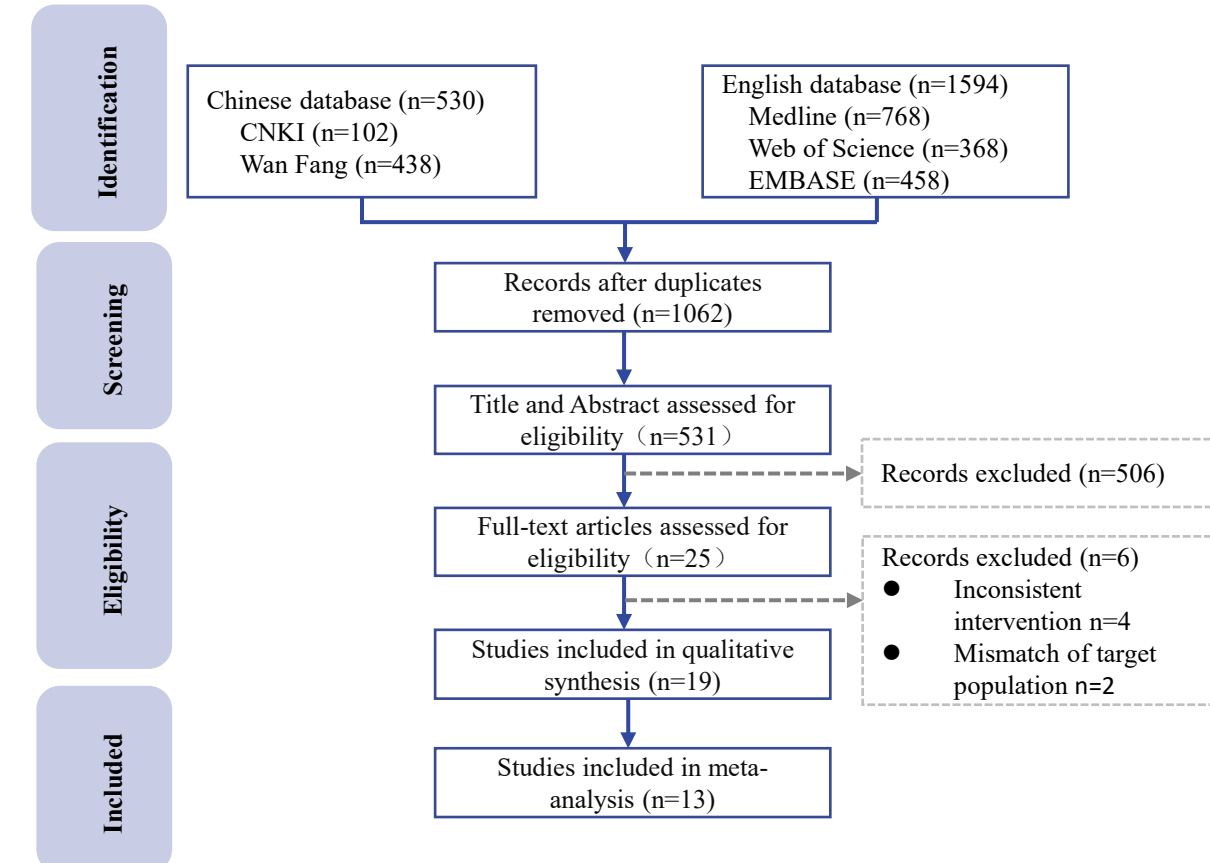 Identification
Chinese database (n=530)
CNKI (n=102)
Wan Fang (n=438)
English database (n=1594)
Medline (n=768)
Web of Science (n=368)
EMBASE (n=458)
Screening
Records after duplicates
removed (n=1062)
Title and Abstract assessed for
eligibility（n=531）
Records excluded (n=506)
Eligibility
Full-text articles assessed for
eligibility（n=25）
Records excluded (n=6)
● Inconsistent
intervention n=4
● Mismatch of target
population n=2
Studies included in qualitative
synthesis (n=19)
Included
Studies included in meta-
analysis (n=13)